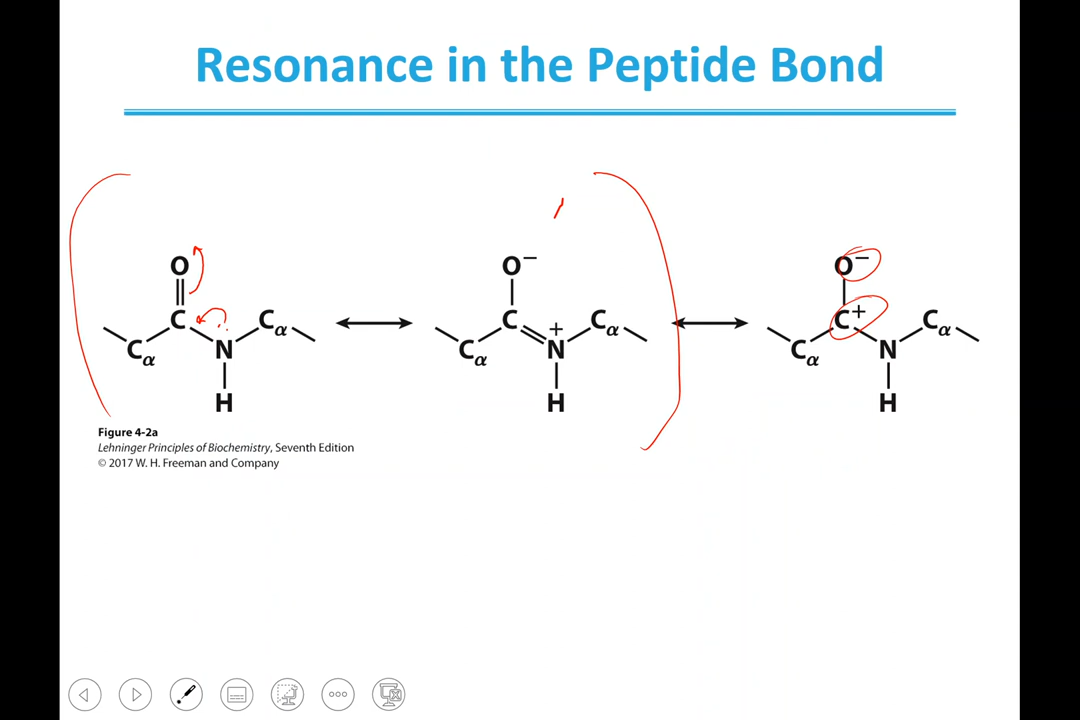 Resonance in the Peptide Bond
O O− O−
C Cα C + Cα C+ Cα
Cα N Cα N Cα N
H H H
Figure 4-2a
Lehninger Principles of Biochemistry, Seventh Edition
© 2017 W. H. Freeman and Company